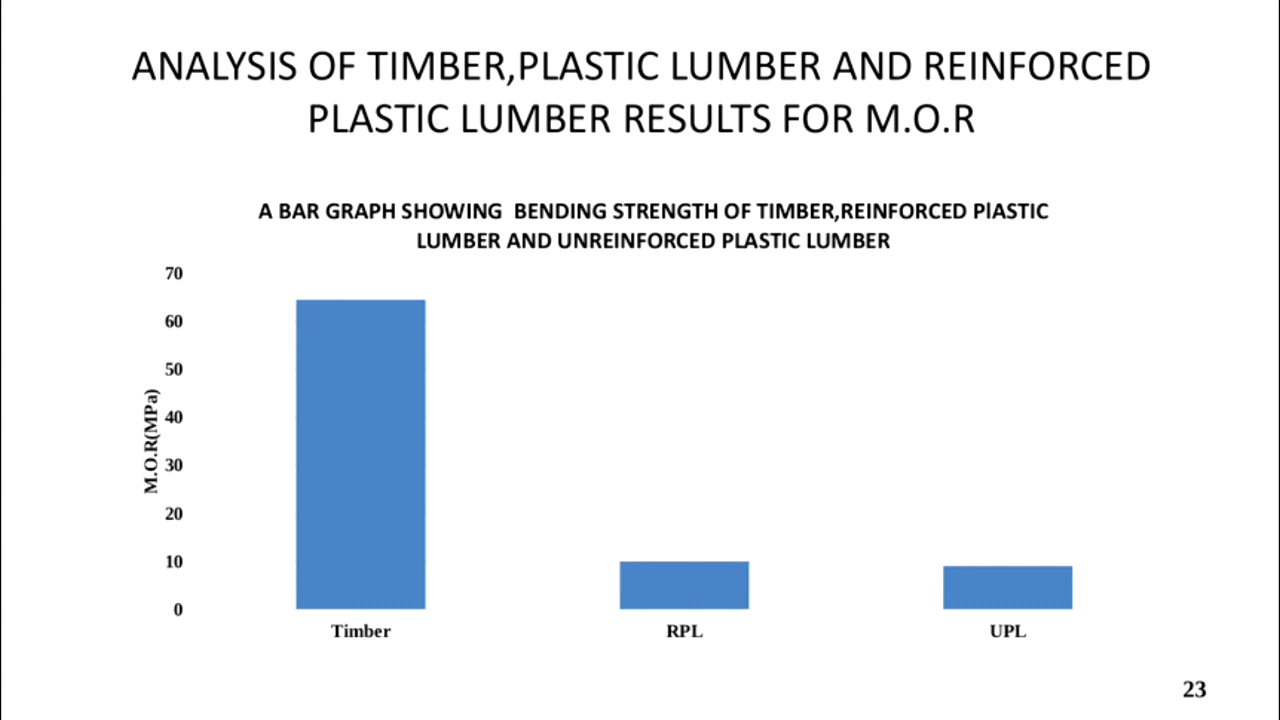 ANALYSIS OF TIMBER,PLASTIC LUMBER AND REINFORCED
PLASTIC LUMBER RESULTS FOR M.O.R
A BAR GRAPH SHOWING  BENDING STRENGTH OF TIMBER,REINFORCED PlASTIC
LUMBER AND UNREINFORCED PLASTIC LUMBER
M.O.R(MPa)
70
60
50
40
30
20
10
0
Timber
RPL
UPL
23